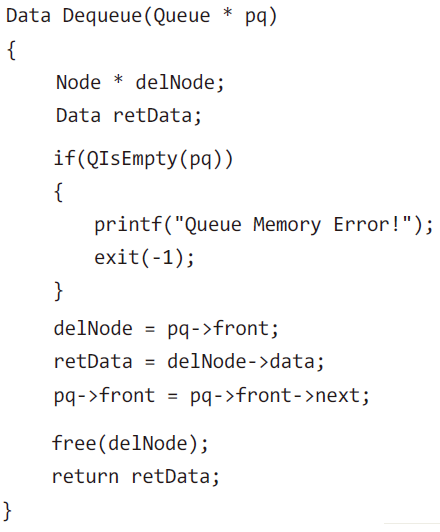 Data Dequeue(Queue * pq)
{
    Node * delNode;
    Data retData;
    if(QIsEmpty(pq))
    {
        printf("Queue Memory Error!");
        exit(-1);
    }
    delNode = pq->front;
    retData = delNode->data;
    pq->front = pq->front->next;
    free(delNode);
    return retData;
}